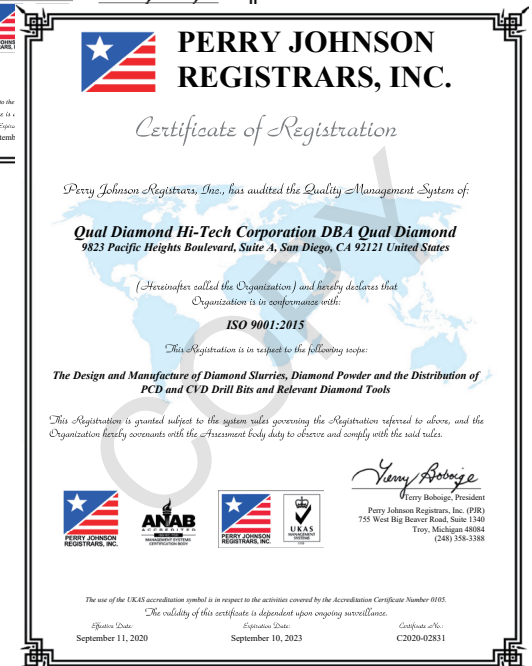 PERRY JOHNSON
REGISTRARS, INC.
Certificate of Registration
Perry Johnson Registrars, Inc., has audited the Quality Management System of:
Qual Diamond Hi-Tech Corporation DBA Qual Diamond
9823 Pacific Heights Boulevard, Suite A, San Diego, CA 92121 United States
(Hereinafter called the Organization) and hereby declares that
Organization is in conformance with:
ISO 9001:2015
This Registration is in respect to the following scope:
The Design and Manufacture of Diamond Slurries, Diamond Powder and the Distribution of
PCD and CVD Drill Bits and Relevant Diamond Tools
This Registration is granted subject to the system rules governing the Registration referred to above, and the
Organization hereby covenants with the Assessment body duty to observe and comply with the said rules.
COPY
Terry Boboige
Terry Boboige, President
Perry Johnson Registrars, Inc. (PJR)
755 West Big Beaver Road, Suite 1340
Troy, Michigan 48084
(248) 358-3388
PERRY JOHNSON
REGISTRARS, INC.
ANAB
ACCREDITED
MANAGEMENT SYSTEMS
CERTIFICATION BODY
PERRY JOHNSON
REGISTRARS, INC.
UKAS
MANAGEMENT
SYSTEMS
The use of the UKAS accreditation symbol is in respect to the activities covered by the Accreditation Certificate Number 0105.
The validity of this certificate is dependent upon ongoing surveillance.
Effective Date:
Expiration Date:
Certificate No.:
September 11, 2020
September 10, 2023
C2020-02831